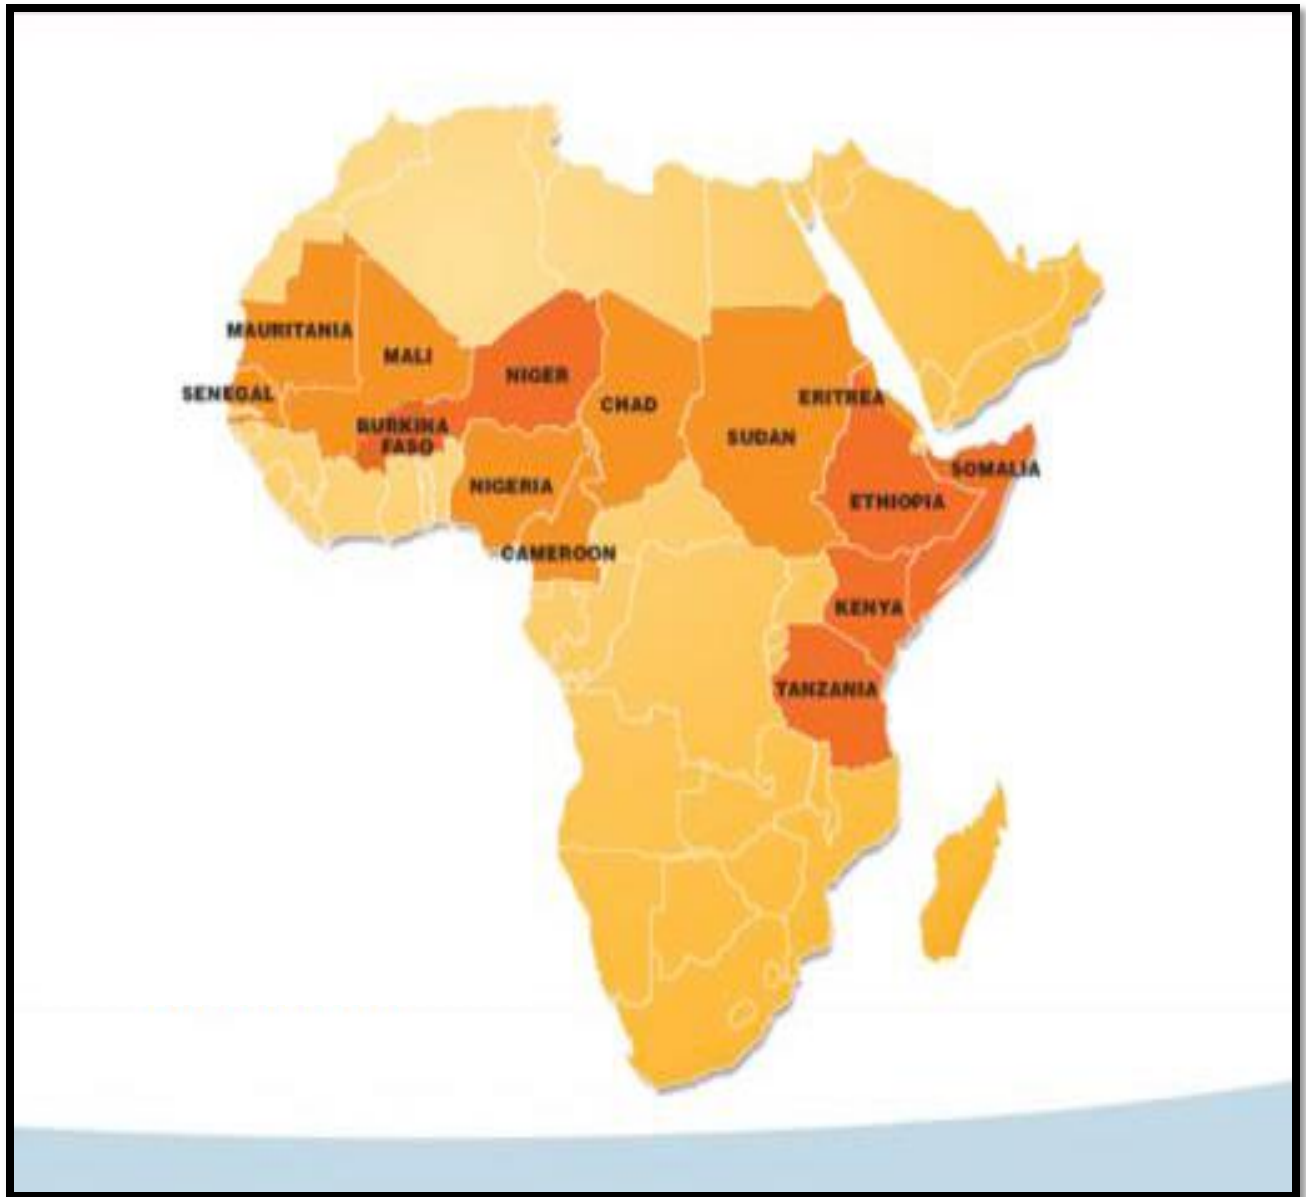 MAURITANIA
MALI
NIGER
SENEGAL
CHAD
ERITREA
BURKINA
FASO
SUDAN
SOMALIA
NIGERIA
ETHIOPIA
CAMEROON
KENYA
TANZANIA